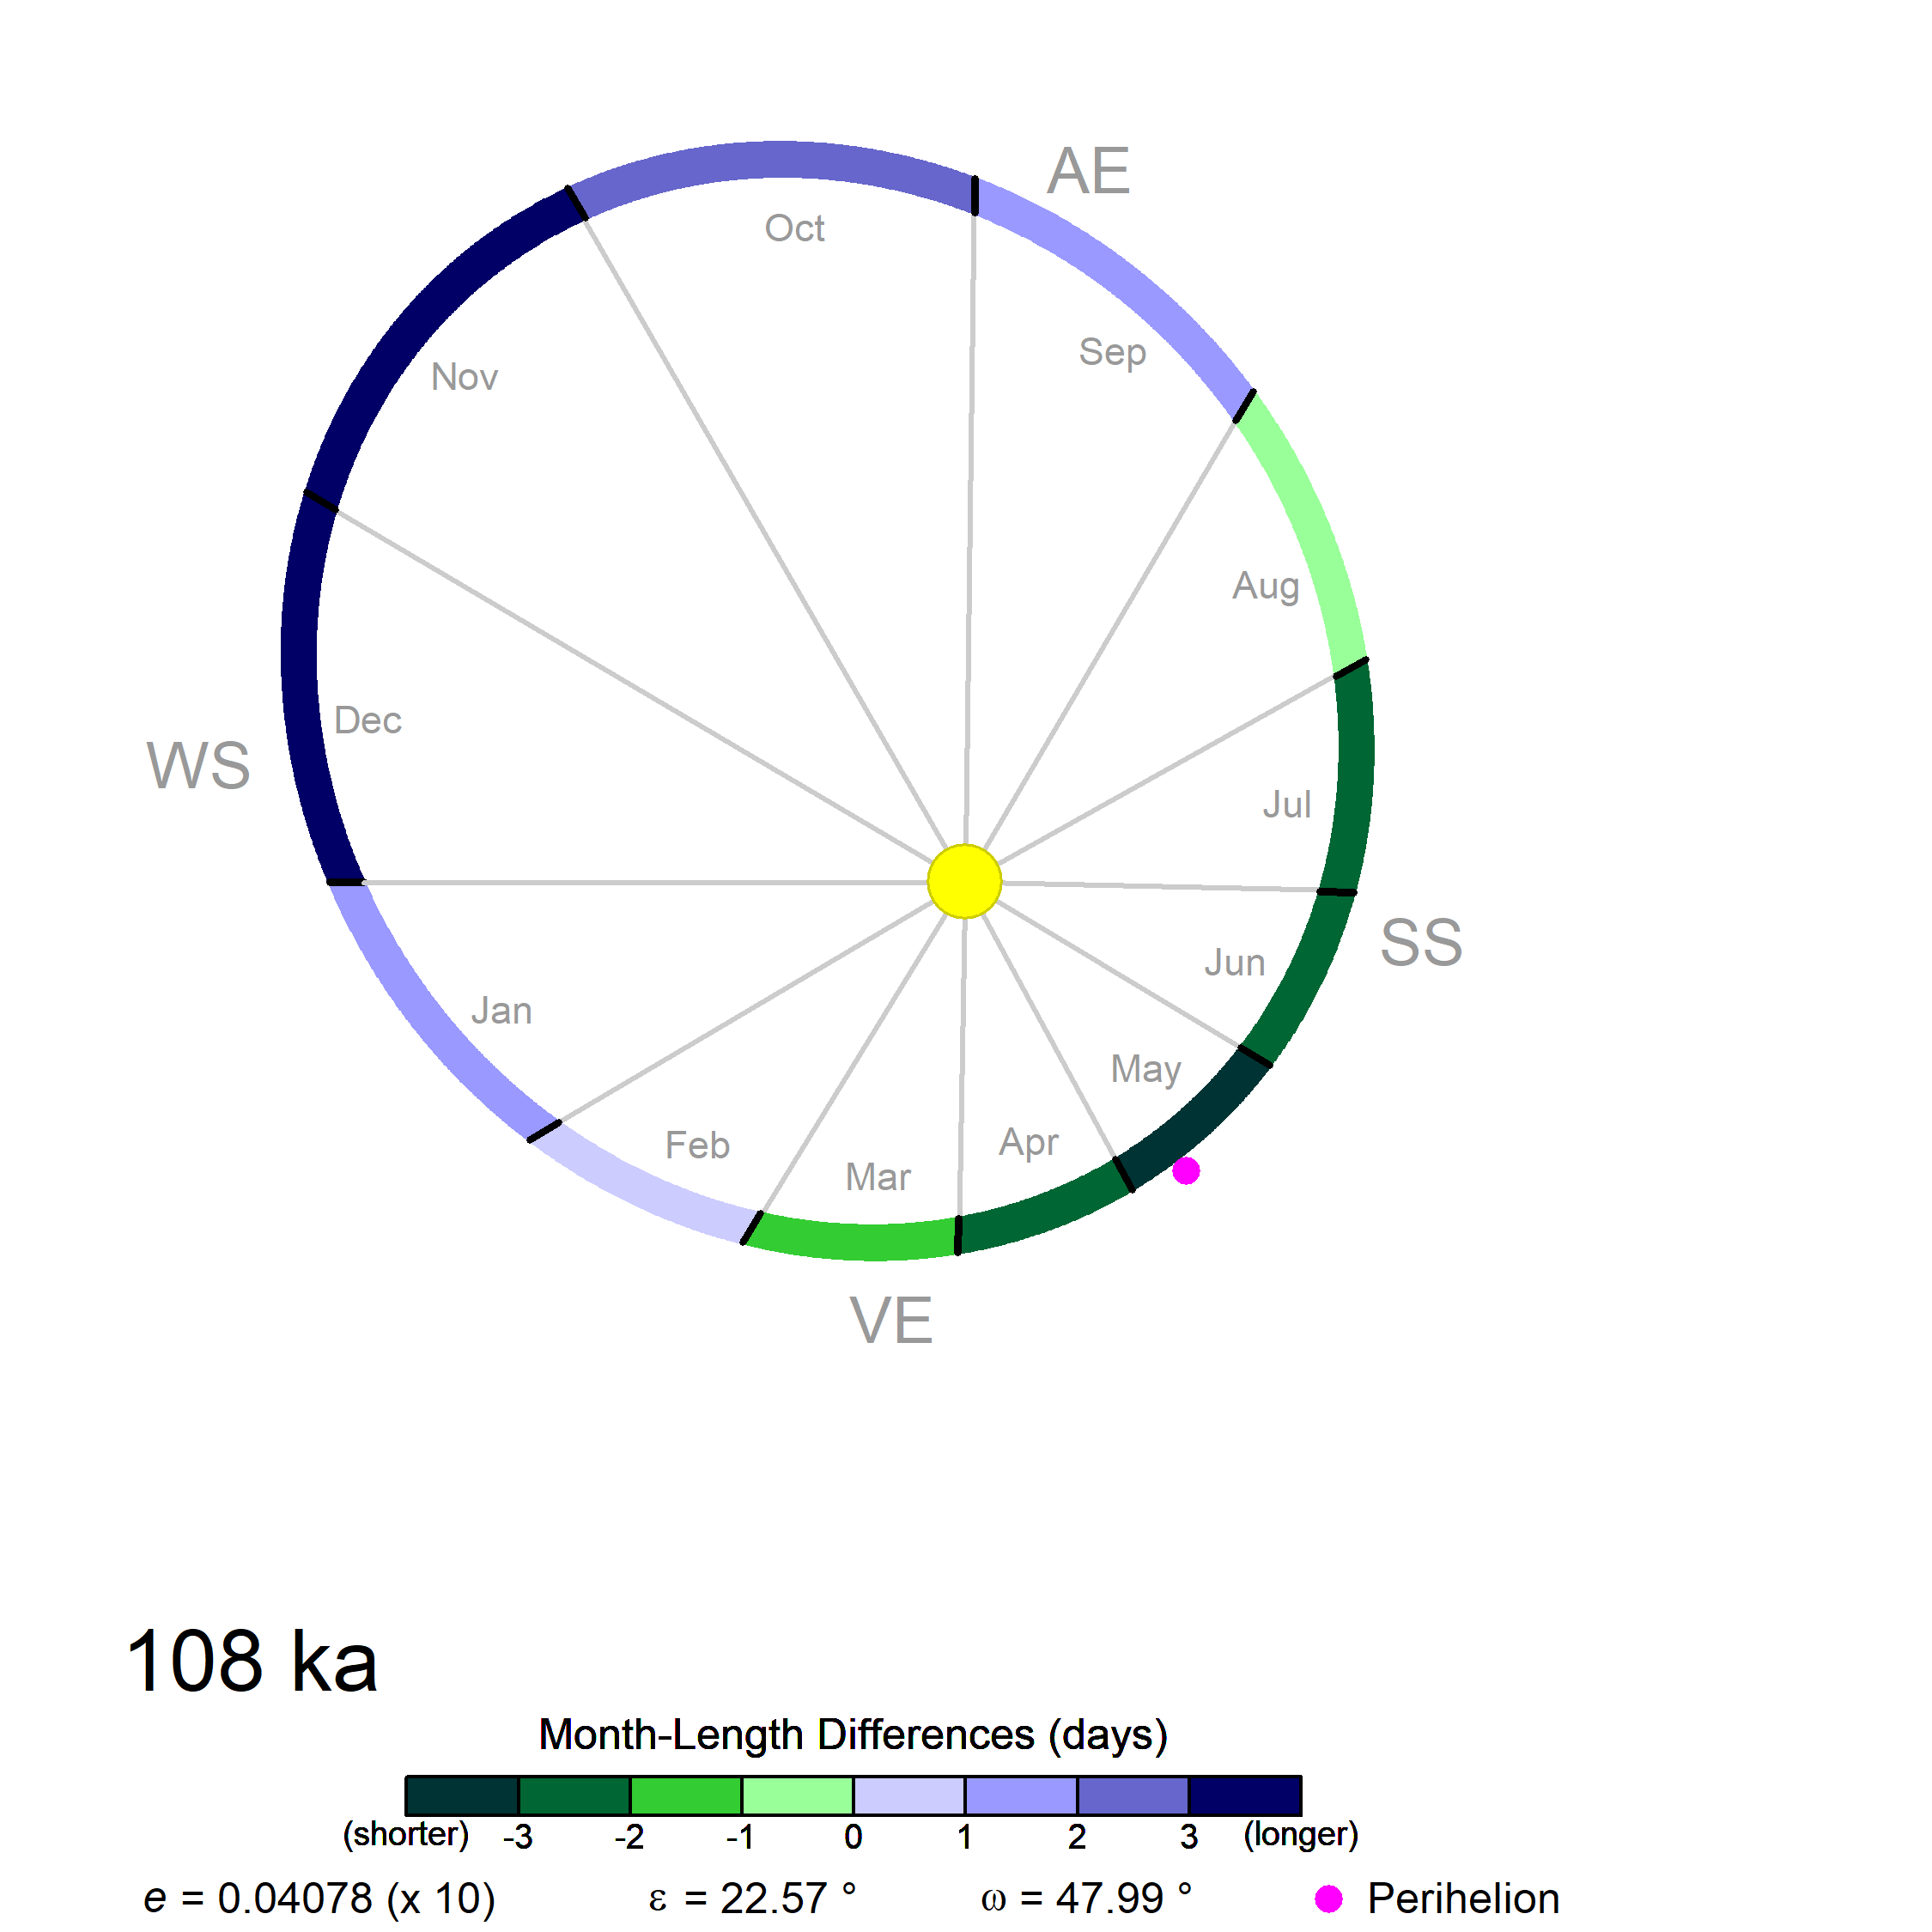 AE
Oct
Sep
Nov
Aug
Dec
WS
Jul
SS
Jun
Jan
May
Feb
Apr
Mar
VE
108 ka
Month-Length Differences (days)
(shorter) -3 -2 -1 0 1 2 3 (longer)
e = 0.04078 (x 10) ε = 22.57 ° ω = 47.99 ° Perihelion